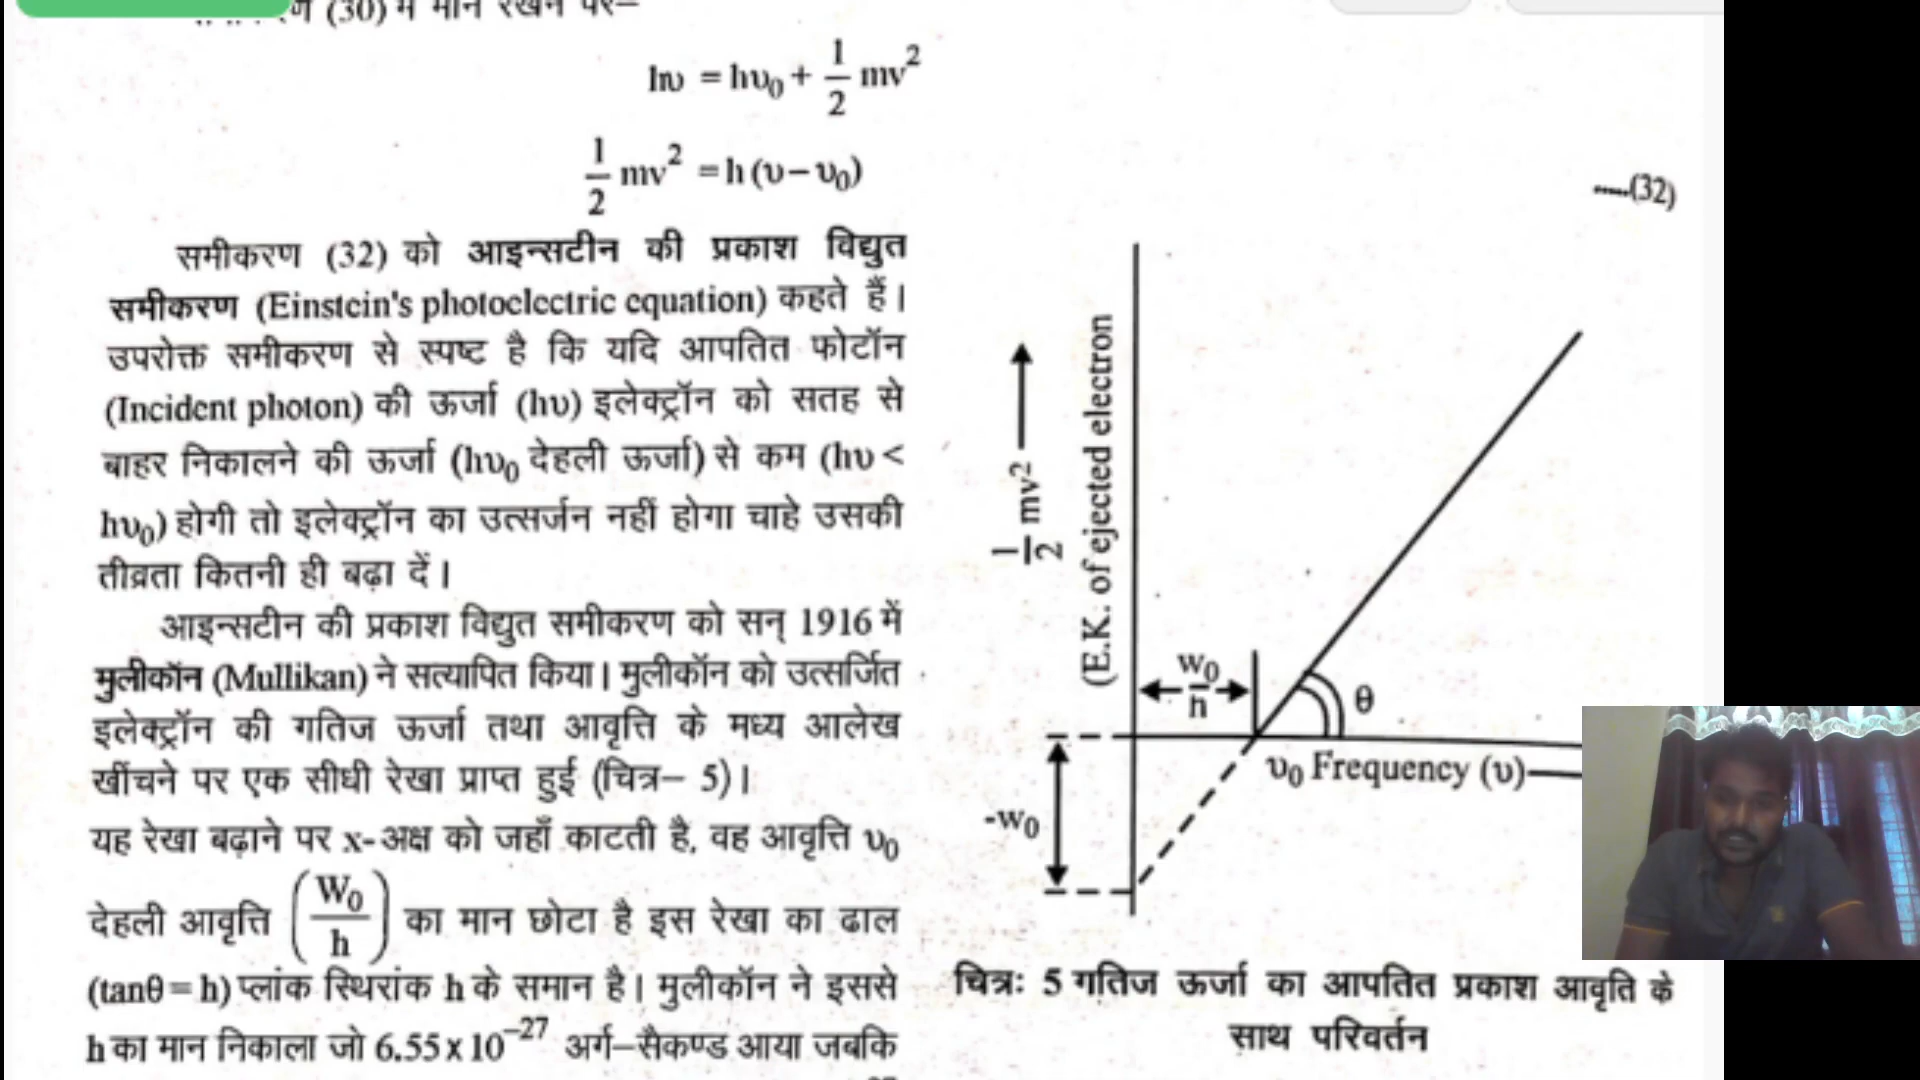 (30) में मान रखने पर–
hυ = hυ₀ + 1/2 mv²
1/2 mv² = h(υ – υ₀)
----(32)
समीकरण (32) को आइन्सटीन की प्रकाश विद्युत
समीकरण (Einstein's photoelectric equation) कहते हैं।
उपरोक्त समीकरण से स्पष्ट है कि यदि आपतित फोटॉन
(Incident photon) की ऊर्जा (hυ) इलेक्ट्रॉन को सतह से
बाहर निकालने की ऊर्जा (hυ₀ देहली ऊर्जा) से कम (hυ <
hυ₀) होगी तो इलेक्ट्रॉन का उत्सर्जन नहीं होगा चाहे उसकी
तीव्रता कितनी ही बढ़ा दें।
आइन्सटीन की प्रकाश विद्युत समीकरण को सन् 1916 में
मुलीकॉन (Mullikan) ने सत्यापित किया। मुलीकॉन को उत्सर्जित
इलेक्ट्रॉन की गतिज ऊर्जा तथा आवृत्ति के मध्य आलेख
खींचने पर एक सीधी रेखा प्राप्त हुई (चित्र– 5)।
यह रेखा बढ़ाने पर x-अक्ष को जहाँ काटती है, वह आवृत्ति υ₀
देहली आवृत्ति (W₀/h) का मान छोटा है इस रेखा का ढाल
(tanθ = h) प्लांक स्थिरांक h के समान है। मुलीकॉन ने इससे
h का मान निकाला जो 6.55 x 10⁻²⁷ अर्ग–सैकण्ड आया जबकि
1/2 mv²
(E.K. of ejected electron
W₀/h
θ
υ₀ Frequency (υ)
-W₀
चित्रः 5 गतिज ऊर्जा का आपतित प्रकाश आवृति के
साथ परिवर्तन